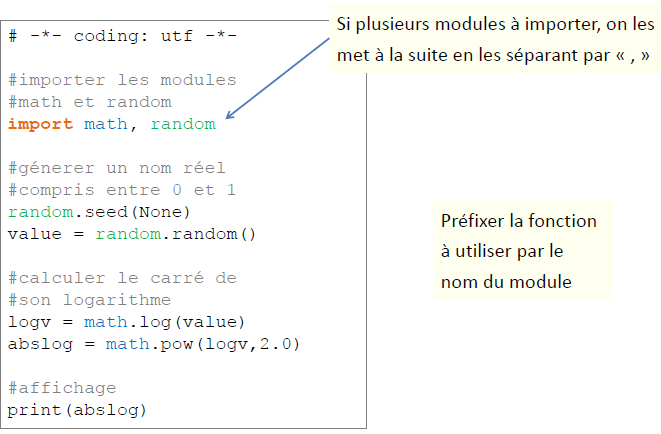 # -*- coding: utf -*-
#importer les modules
#math et random
import math, random
#génerer un nom réel
#compris entre 0 et 1
random.seed(None)
value = random.random()
#calculer le carré de
#son logarithme
logv = math.log(value)
abslog = math.pow(logv,2.0)
#affichage
print(abslog)
Si plusieurs modules à importer, on les
met à la suite en les séparant par « , »
Préfixer la fonction
à utiliser par le
nom du module